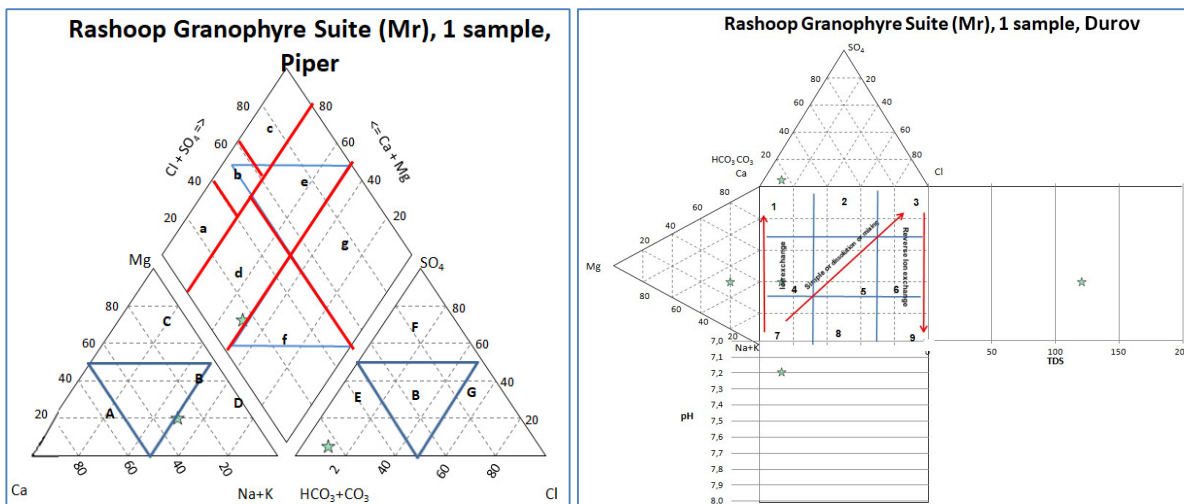 Rashoop Granophyre Suite (Mr), 1 sample,
Piper
80
80
c
60
60
Cl + SO₄ =>
<= Ca + Mg
b
e
40
40
20
20
a
g
Mg
d
SO₄
80
80
C
F
60
f
60
40
B
40
A
D
E
B
G
20
20
80
60
40
20
2
40
60
80
Ca
Na+K
HCO₃+CO₃
Cl
Rashoop Granophyre Suite (Mr), 1 sample, Durov
SO₄
80
20
60
40
40
60
HCO₃ CO₃
20
80
Ca
Cl
80
60
40
20
1
2
3
Ion exchange
Simple or dissolution or mixing
Reverse Ion exchange
Mg
4
5
6
80
60
40
20
7
8
9
Na+K
7,0
7,1
7,2
7,3
7,4
7,5
7,6
7,7
7,8
7,9
8,0
pH
0
50
100
150
200
TDS